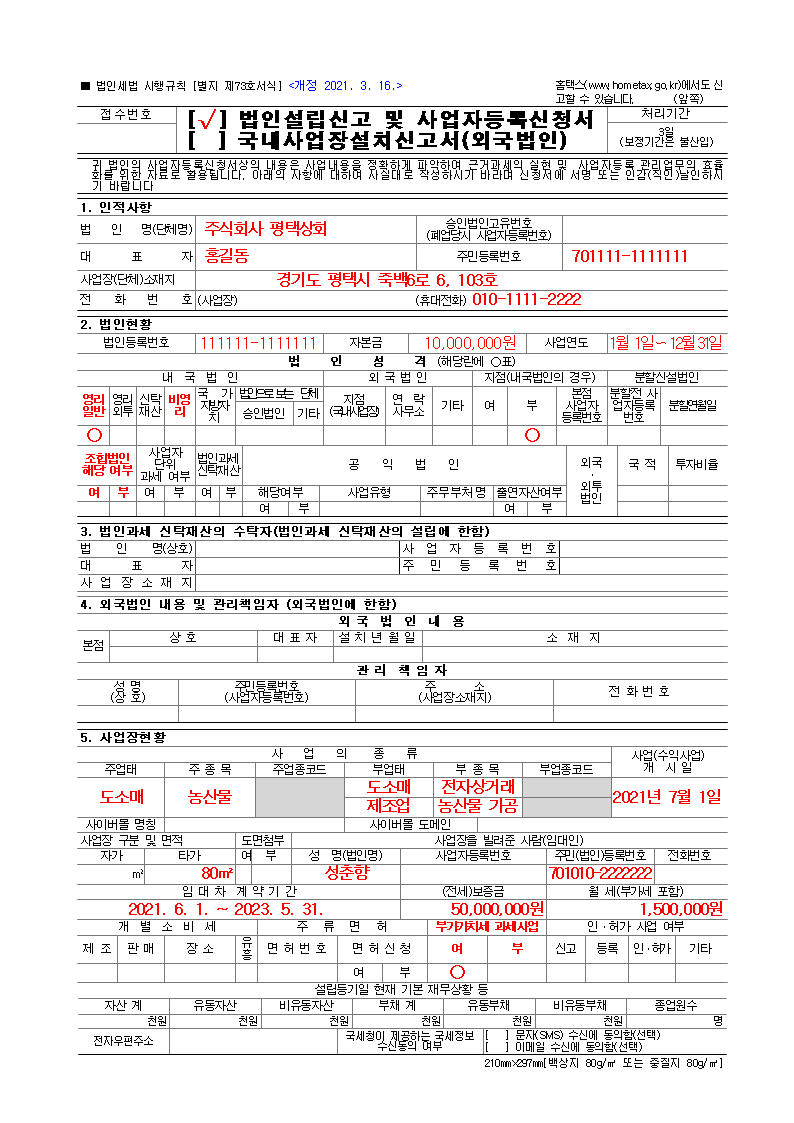 ■ 법인세법 시행규칙 [별지 제73호서식] <개정 2021. 3. 16.>
홈택스(www.hometax.go.kr)에서도 신
고할 수 있습니다. (앞쪽)
접수번호
[√] 법인설립신고 및 사업자등록신청서
[ ] 국내사업장설치신고서(외국법인)
처리기간
3일
(보정기간은 불산입)
귀 법인의 사업자등록신청서상의 내용은 사업내용을 정확하게 파악하여 근거과세의 실현 및 사업자등록 관리업무의 효율
화를 위한 자료로 활용됩니다. 아래의 사항에 대하여 사실대로 작성하시기 바라며 신청서에 서명 또는 인감(직인)날인하시
기 바랍니다
1. 인적사항
법 인 명(단체명) 주식회사 평택상회 승인법인고유번호
(폐업당시 사업자등록번호)
대 표 자 홍길동 주민등록번호 701111-1111111
사업장(단체)소재지 경기도 평택시 죽백6로 6, 103호
전 화 번 호 (사업장) (휴대전화) 010-1111-2222
2. 법인현황
법인등록번호 111111-1111111 자본금 10,000,000원 사업연도 1월 1일~12월31일
법 인 성 격 (해당란에 ○표)
내 국 법 인 외 국 법 인 지점(내국법인의 경우) 분할신설법인
영리
일반
영리
외투
신탁
재산
비영
리
국 가
지방자
치
법인으로 보는 단체
승인법인 기타
지점
(국내사업장)
연 락
사무소
기타 여 부
본점
사업자
등록번호
분할전 사
업자등록
번호
분할연월일
○ ○
조합법인
해당 여부
사업자
단위
과세 여부
법인과세
신탁재산
공 익 법 인
외국
·
외투
법인
국 적 투자비율
여 부 여 부 여 부 해당여부 사업유형 주무부처명 출연자산여부
여 부 여 부
3. 법인과세 신탁재산의 수탁자(법인과세 신탁재산의 설립에 한함)
법 인 명(상호) 사 업 자 등 록 번 호
대 표 자 주 민 등 록 번 호
사 업 장 소 재 지
4. 외국법인 내용 및 관리책임자 (외국법인에 한함)
외 국 법 인 내 용
본점 상 호 대 표 자 설 치 년 월 일 소 재 지
관 리 책 임 자
성 명
(상 호)
주민등록번호
(사업자등록번호)
주 소
(사업장소재지)
전 화 번 호
5. 사업장현황
사 업 의 종 류
사업(수익사업)
개 시 일
주업태 주 종 목 주업종코드 부업태 부 종 목 부업종코드
도소매 농산물 도소매 전자상거래 2021년 7월 1일
제조업 농산물 가공
사이버몰 명칭 사이버몰 도메인
사업장 구분 및 면적 도면첨부 사업장을 빌려준 사람(임대인)
자가 타가 여 부 성 명(법인명) 사업자등록번호 주민(법인)등록번호 전화번호
㎡ 80㎡ 성춘향 701010-2222222
임 대 차 계 약 기 간 (전세)보증금 월 세(부가세 포함)
2021. 6. 1. ~ 2023. 5. 31. 50,000,000원 1,500,000원
개 별 소 비 세 주 류 면 허 부가가치세 과세사업 인·허가 사업 여부
제 조 판 매 장 소 유흥 면 허 번 호 면 허 신 청 여 부 신고 등록 인·허가 기타
여 부 ○
설립등기일 현재 기본 재무상황 등
자산 계 유동자산 비유동자산 부채 계 유동부채 비유동부채 종업원수
천원 천원 천원 천원 천원 천원 명
전자우편주소
국세청이 제공하는 국세정보
수신동의 여부
[ ] 문자(SMS) 수신에 동의함(선택)
[ ] 이메일 수신에 동의함(선택)
210mm×297mm[백상지 80g/㎡ 또는 중질지 80g/㎡]